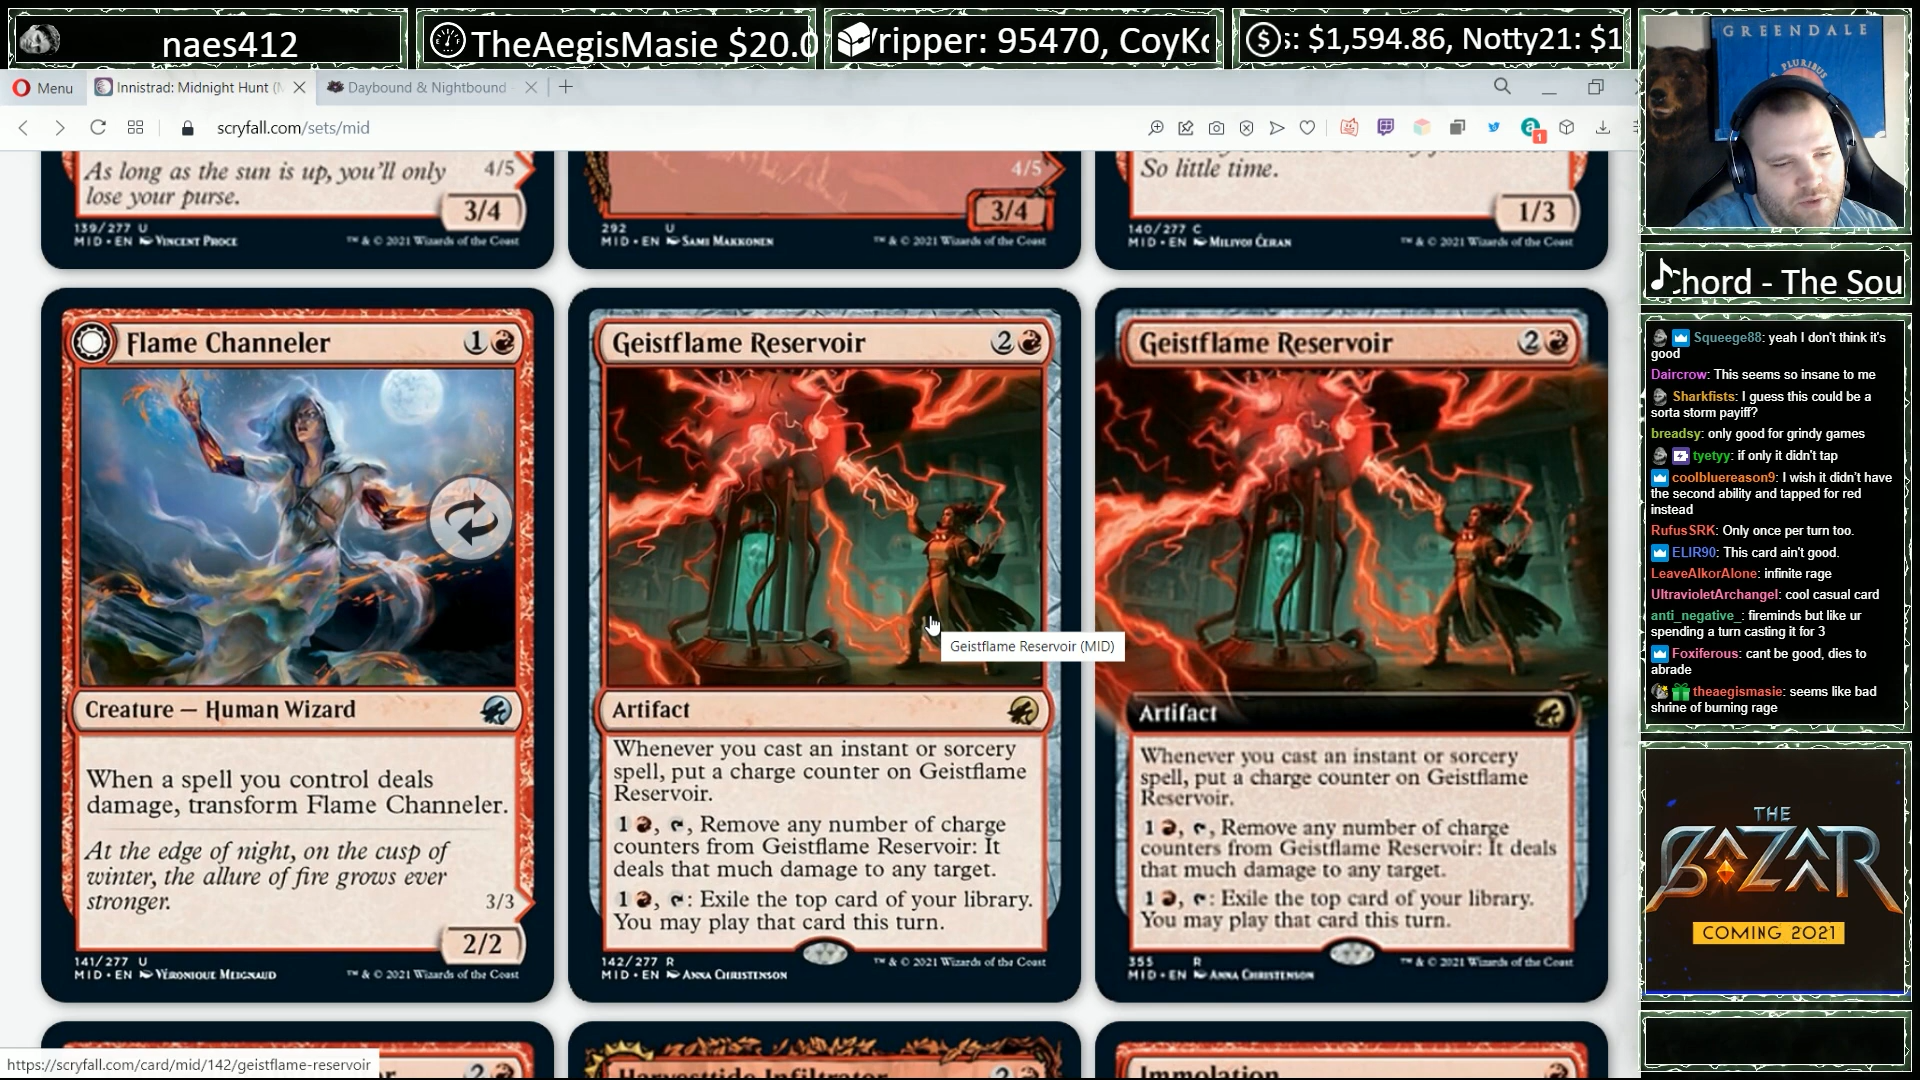 naes412
TheAegisMasie $20.0
ripper: 95470, CoyKo
s: $1,594.86, Notty21: $1
GREENDALE
E PLURIBUS
Menu
Innistrad: Midnight Hunt (M
Daybound & Nightbound
scryfall.com/sets/mid
1
As long as the sun is up, you'll only
lose your purse.
4/5
3/4
139/277 U
MID • EN Vincent Proce
™ & © 2021 Wizards of the Coast
4/5
3/4
292 U
MID • EN Sami Makkonen
™ & © 2021 Wizards of the Coast
So little time.
1/3
140/277 C
MID • EN Milivoj Ćeran
™ & © 2021 Wizards of the Coast
Flame Channeler 1
Creature — Human Wizard
When a spell you control deals
damage, transform Flame Channeler.
At the edge of night, on the cusp of
winter, the allure of fire grows ever
stronger.
3/3
2/2
141/277 U
MID • EN Véronique Meignaud
™ & © 2021 Wizards of the Coast
Geistflame Reservoir 2
Geistflame Reservoir (MID)
Artifact
Whenever you cast an instant or sorcery
spell, put a charge counter on Geistflame
Reservoir.
1 , , Remove any number of charge
counters from Geistflame Reservoir: It
deals that much damage to any target.
1 , : Exile the top card of your library.
You may play that card this turn.
142/277 R
MID • EN Anna Christenson
™ & © 2021 Wizards of the Coast
Geistflame Reservoir 2
Artifact
Whenever you cast an instant or sorcery
spell, put a charge counter on Geistflame
Reservoir.
1 , , Remove any number of charge
counters from Geistflame Reservoir: It deals
that much damage to any target.
1 , : Exile the top card of your library.
You may play that card this turn.
355 R
MID • EN Anna Christenson
™ & © 2021 Wizards of the Coast
2
Harvesttide Infiltrator 2
Immolation
https://scryfall.com/card/mid/142/geistflame-reservoir
Chord - The Sou
Squeege88: yeah I don't think it's
good
Daircrow: This seems so insane to me
Sharkfists: I guess this could be a
sorta storm payiff?
breadsy: only good for grindy games
tyetyy: if only it didn't tap
coolbluereason9: I wish it didn't have
the second ability and tapped for red
instead
RufusSRK: Only once per turn too.
ELIR90: This card ain't good.
LeaveAlkorAlone: infinite rage
UltravioletArchangel: cool casual card
anti_negative_: fireminds but like ur
spending a turn casting it for 3
Foxiferous: cant be good, dies to
abrade
theaegismasie: seems like bad
shrine of burning rage
THE
BAZAAR
COMING 2021